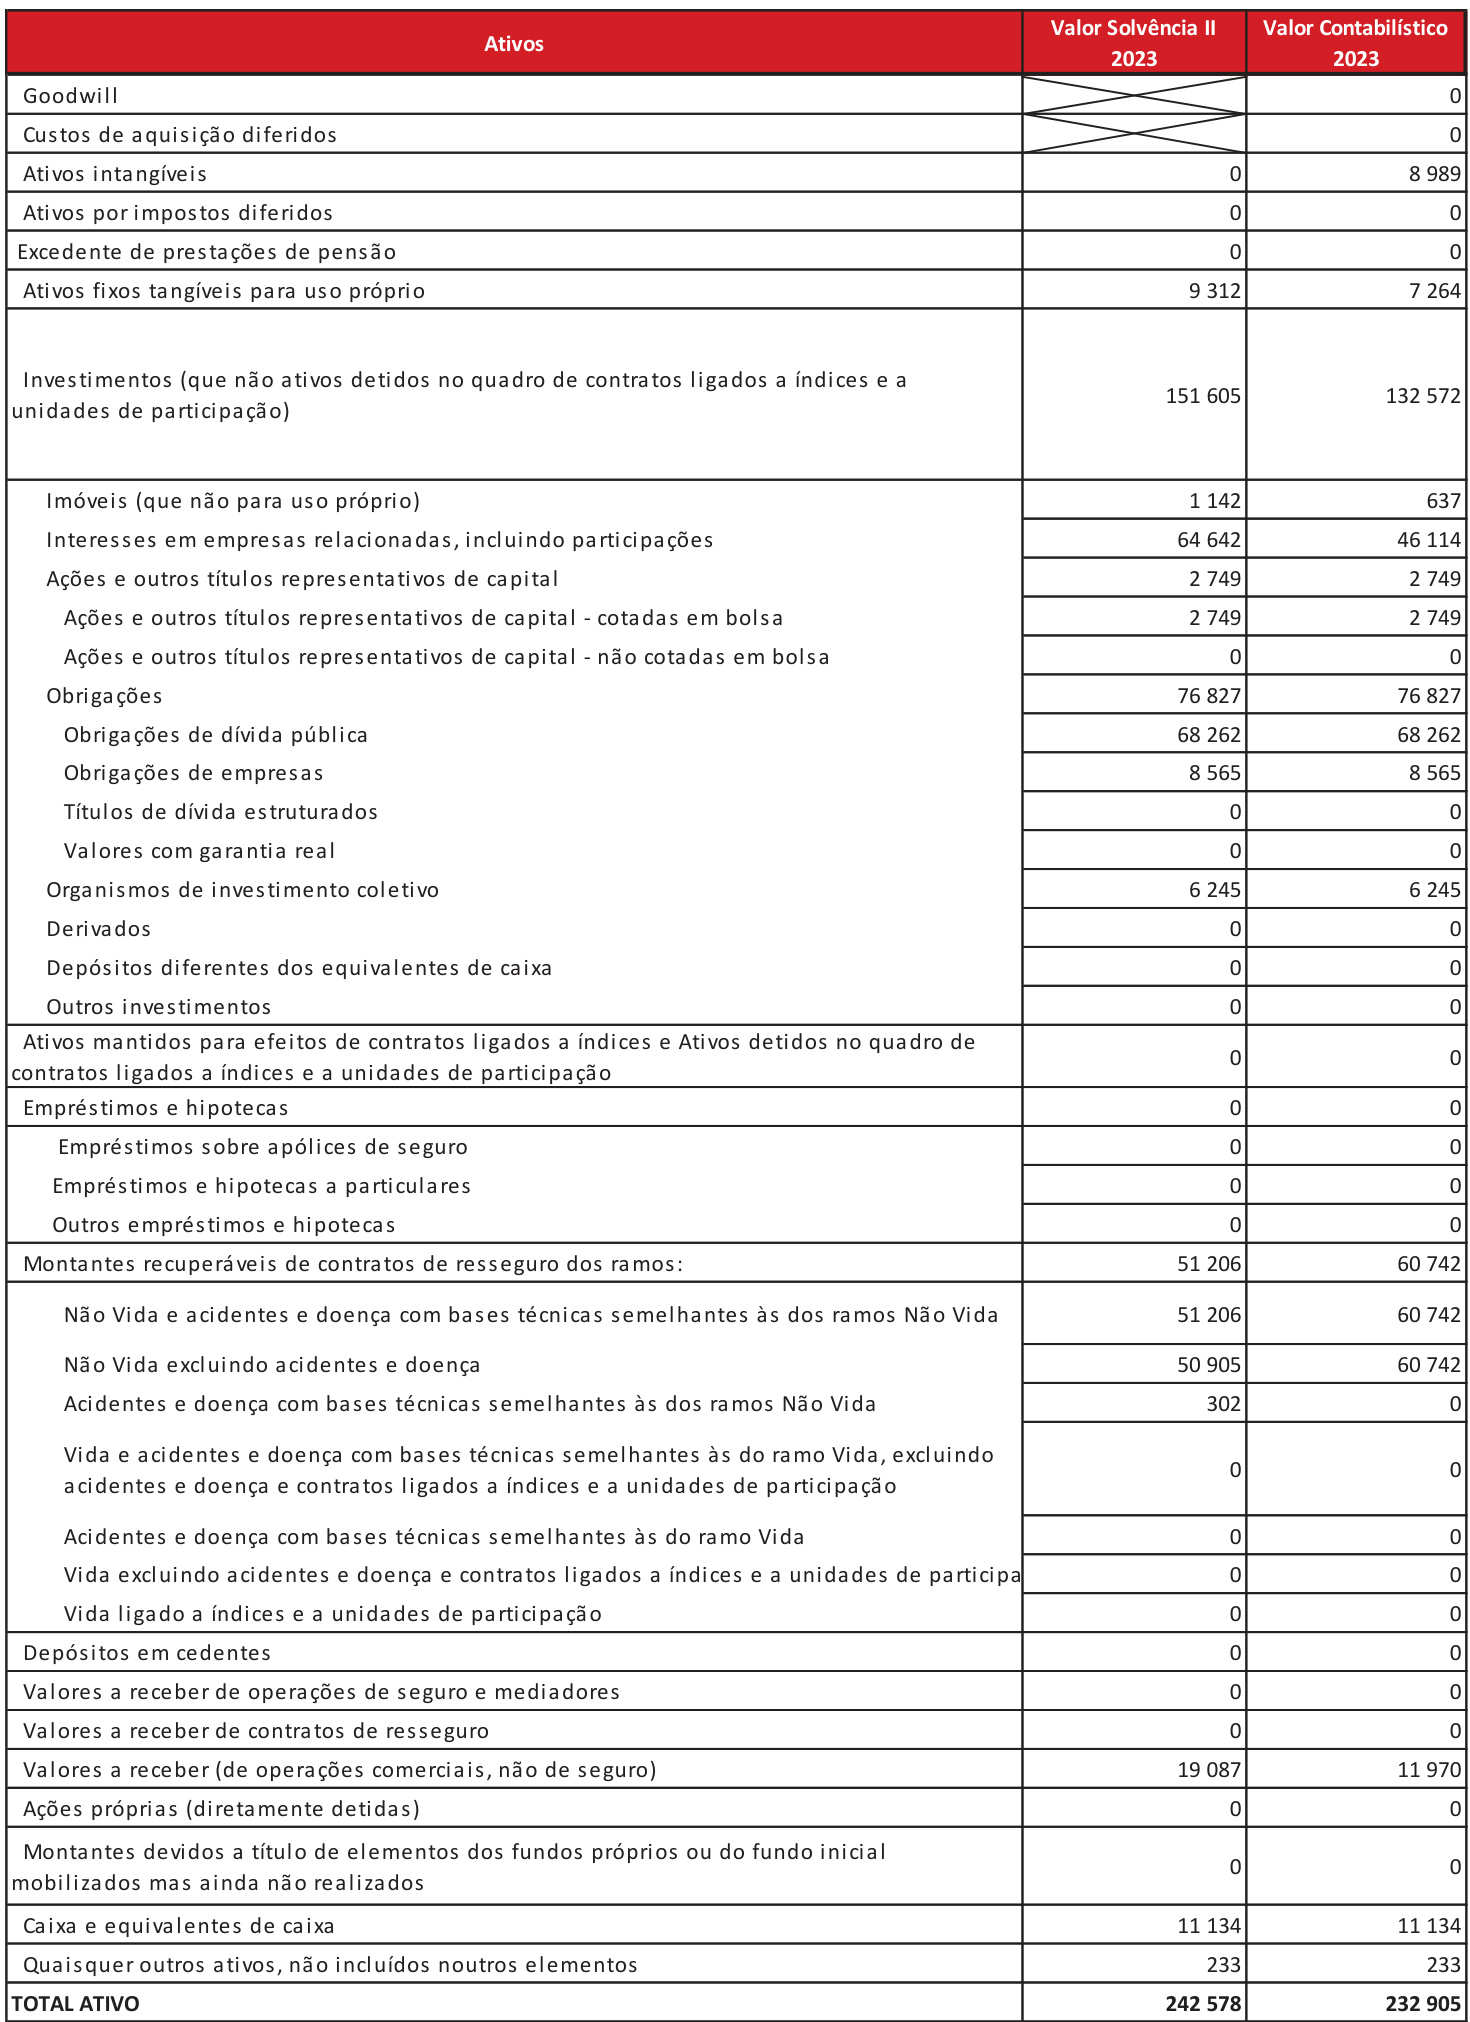 Ativos
Valor Solvência II
2023
Valor Contabilístico
2023
Goodwill 0
Custos de aquisição diferidos 0
Ativos intangíveis 0 8 989
Ativos por impostos diferidos 0 0
Excedente de prestações de pensão 0 0
Ativos fixos tangíveis para uso próprio 9 312 7 264
Investimentos (que não ativos detidos no quadro de contratos ligados a índices e a
unidades de participação) 151 605 132 572
Imóveis (que não para uso próprio) 1 142 637
Interesses em empresas relacionadas, incluindo participações 64 642 46 114
Ações e outros títulos representativos de capital 2 749 2 749
Ações e outros títulos representativos de capital - cotadas em bolsa 2 749 2 749
Ações e outros títulos representativos de capital - não cotadas em bolsa 0 0
Obrigações 76 827 76 827
Obrigações de dívida pública 68 262 68 262
Obrigações de empresas 8 565 8 565
Títulos de dívida estruturados 0 0
Valores com garantia real 0 0
Organismos de investimento coletivo 6 245 6 245
Derivados 0 0
Depósitos diferentes dos equivalentes de caixa 0 0
Outros investimentos 0 0
Ativos mantidos para efeitos de contratos ligados a índices e Ativos detidos no quadro de
contratos ligados a índices e a unidades de participação 0 0
Empréstimos e hipotecas 0 0
Empréstimos sobre apólices de seguro 0 0
Empréstimos e hipotecas a particulares 0 0
Outros empréstimos e hipotecas 0 0
Montantes recuperáveis de contratos de resseguro dos ramos: 51 206 60 742
Não Vida e acidentes e doença com bases técnicas semelhantes às dos ramos Não Vida 51 206 60 742
Não Vida excluindo acidentes e doença 50 905 60 742
Acidentes e doença com bases técnicas semelhantes às dos ramos Não Vida 302 0
Vida e acidentes e doença com bases técnicas semelhantes às do ramo Vida, excluindo
acidentes e doença e contratos ligados a índices e a unidades de participação 0 0
Acidentes e doença com bases técnicas semelhantes às do ramo Vida 0 0
Vida excluindo acidentes e doença e contratos ligados a índices e a unidades de participa 0 0
Vida ligado a índices e a unidades de participação 0 0
Depósitos em cedentes 0 0
Valores a receber de operações de seguro e mediadores 0 0
Valores a receber de contratos de resseguro 0 0
Valores a receber (de operações comerciais, não de seguro) 19 087 11 970
Ações próprias (diretamente detidas) 0 0
Montantes devidos a título de elementos dos fundos próprios ou do fundo inicial
mobilizados mas ainda não realizados 0 0
Caixa e equivalentes de caixa 11 134 11 134
Quaisquer outros ativos, não incluídos noutros elementos 233 233
TOTAL ATIVO 242 578 232 905